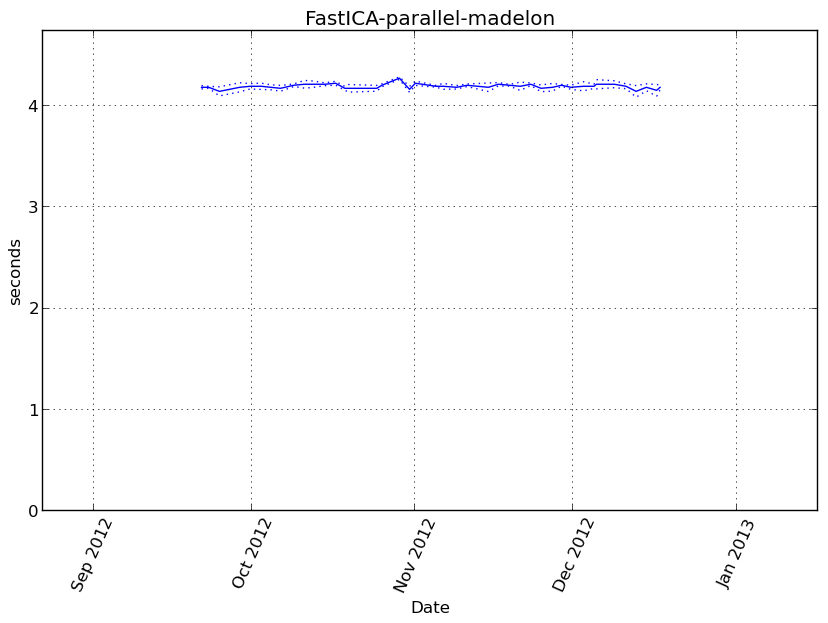 FastICA-parallel-madelon
4
3
2
1
0
seconds
Sep 2012
Oct 2012
Nov 2012
Dec 2012
Jan 2013
Date